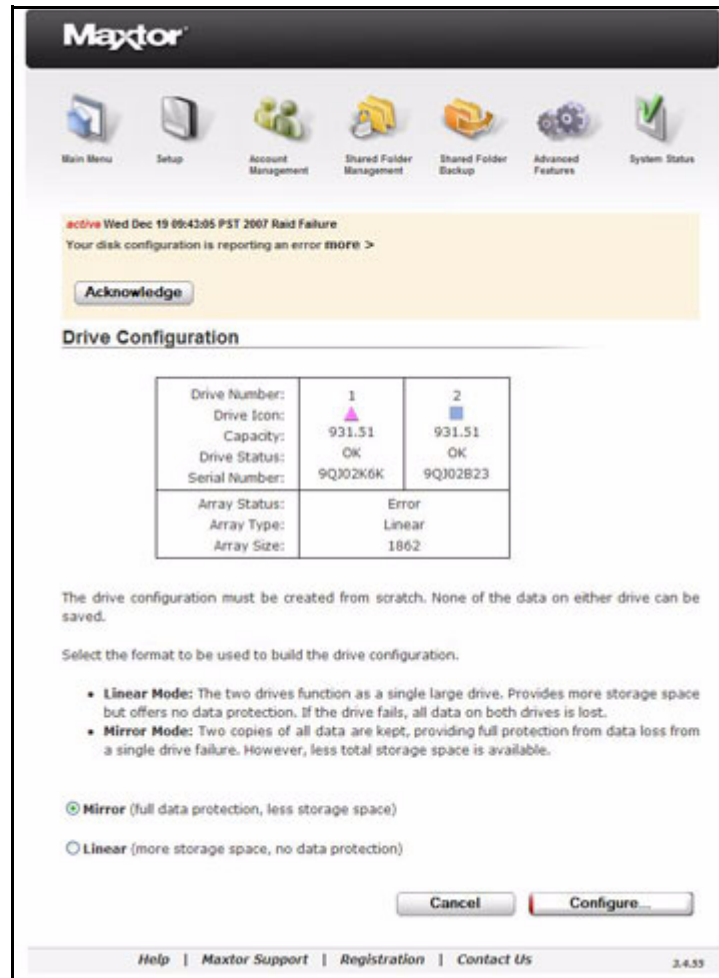 Maxtor
Main Menu
Setup
Account Management
Shared Folder Management
Shared Folder Backup
Advanced Features
System Status
active Wed Dec 19 09:43:05 PST 2007 Raid Failure
Your disk configuration is reporting an error more >
Acknowledge
Drive Configuration
Drive Number: 1 2
Drive Icon:
Capacity: 931.51 931.51
Drive Status: OK OK
Serial Number: 9QJ02K6K 9QJ02B23
Array Status: Error
Array Type: Linear
Array Size: 1862
The drive configuration must be created from scratch. None of the data on either drive can be
saved.
Select the format to be used to build the drive configuration.
• Linear Mode: The two drives function as a single large drive. Provides more storage space
but offers no data protection. If the drive fails, all data on both drives is lost.
• Mirror Mode: Two copies of all data are kept, providing full protection from data loss from
a single drive failure. However, less total storage space is available.
Mirror (full data protection, less storage space)
Linear (more storage space, no data protection)
Cancel
Configure...
Help | Maxtor Support | Registration | Contact Us
3.4.55